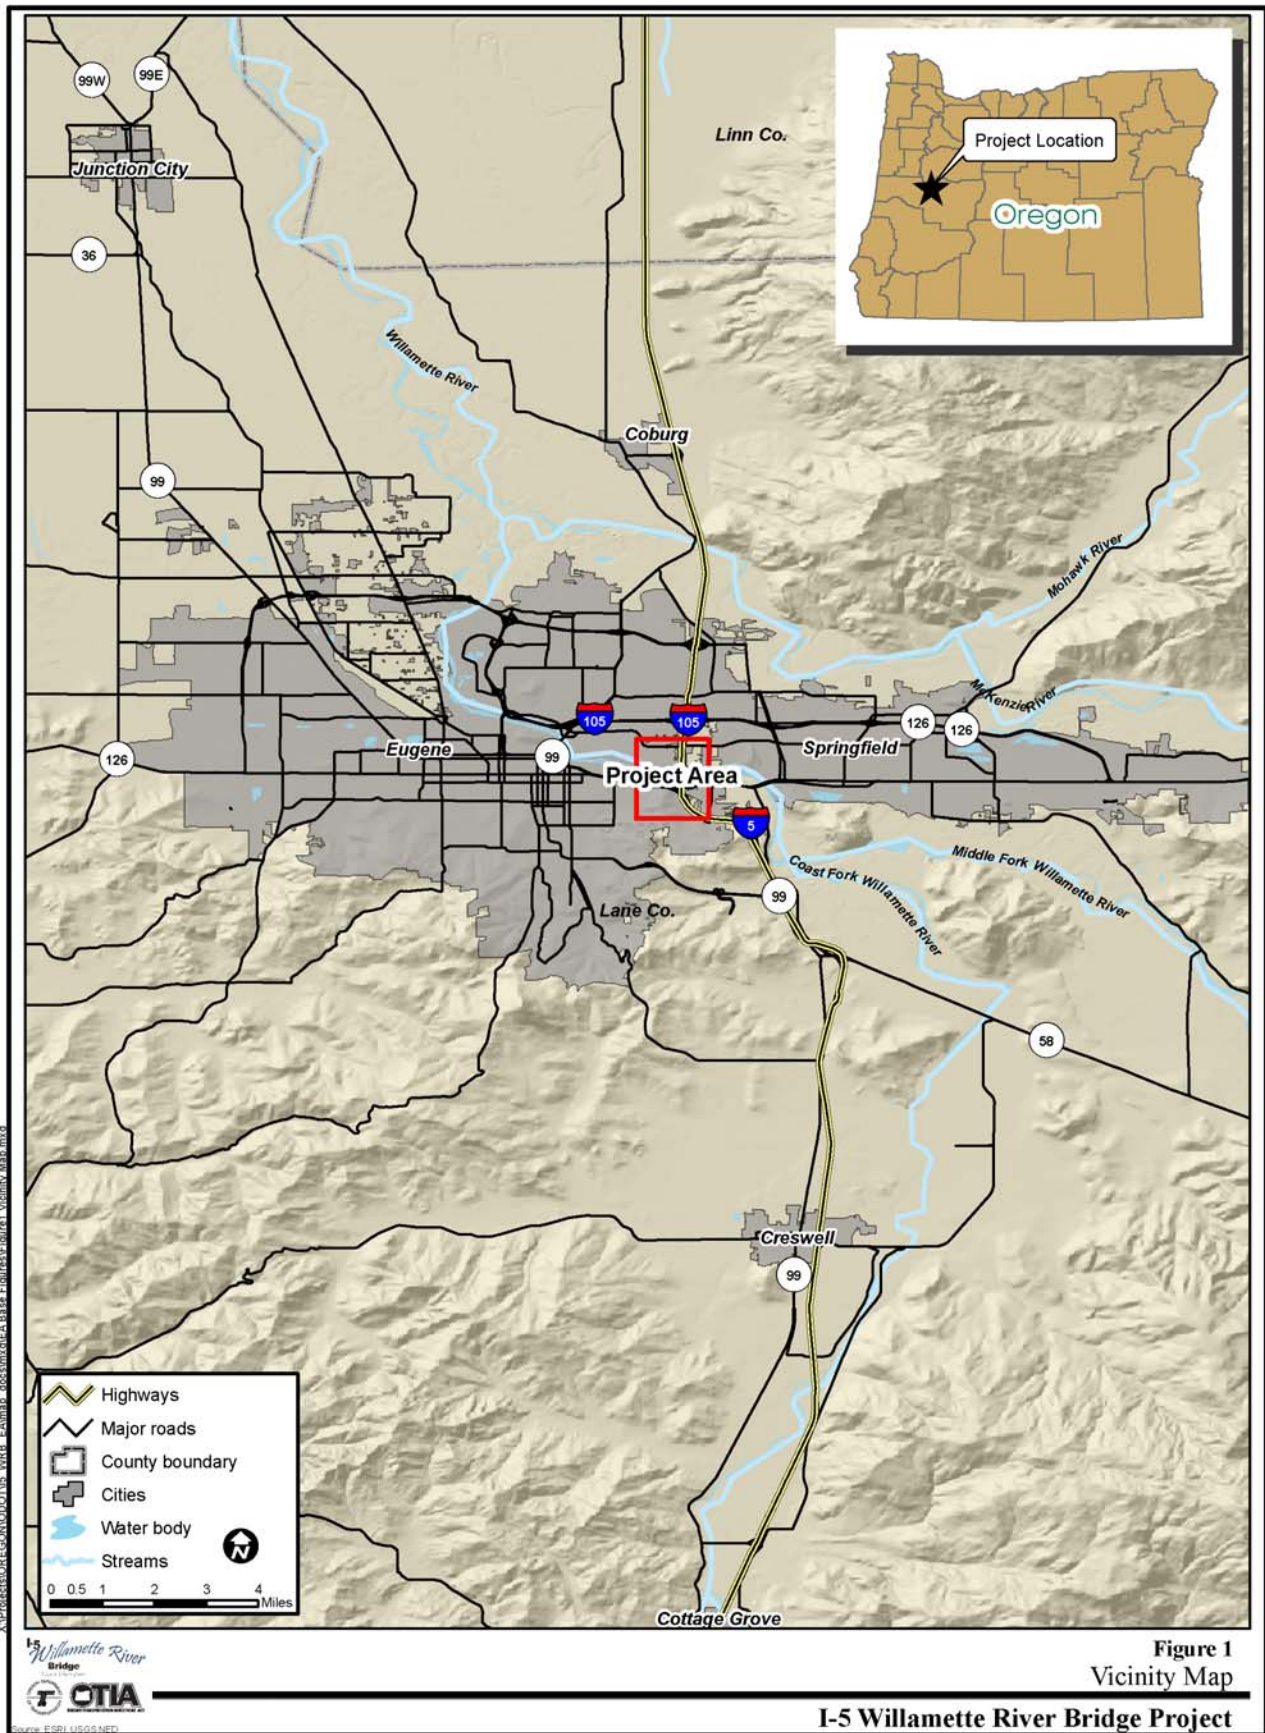 99W
99E
Linn Co.
Project Location
Oregon
Junction City
36
Willamette River
Coburg
99
Mohawk River
McKenzie River
105
105
126
126
Springfield
Eugene
99
126
Project Area
5
Middle Fork Willamette River
Coast Fork Willamette River
99
Lane Co.
58
Creswell
99
Highways
Major roads
County boundary
Cities
Water body
Streams
N
0 0.5 1 2 3 4
Miles
Cottage Grove
I-5
Willamette River
Bridge
OTIA
Figure 1
Vicinity Map
I-5 Willamette River Bridge Project
Source: ESRI, USGS NED